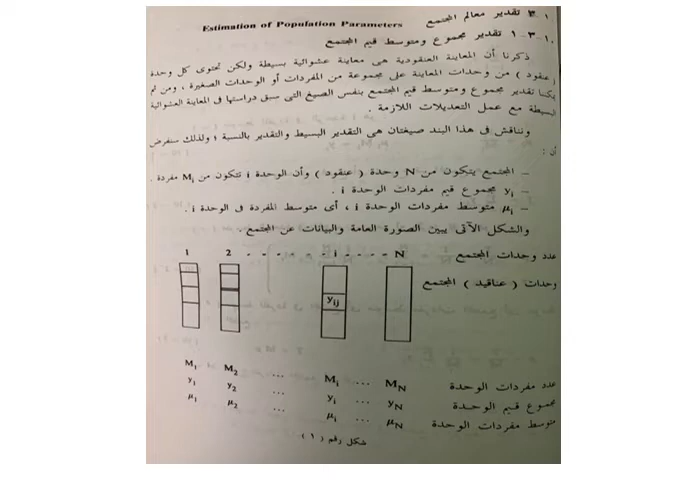 ١٠-٣ تقدير معالم المجتمع Estimation of Population Parameters
١٠-٣-١ تقدير مجموع ومتوسط قيم المجتمع
ذكرنا أن المعاينة العنقودية هى معاينة عشوائية بسيطة ولكن تحتوى كل وحدة
( عنقود ) من وحدات المعاينة على مجموعة من المفردات أو الوحدات الصغيرة ، ومن ثم
يمكننا تقدير مجموع ومتوسط قيم المجتمع بنفس الصيغ التى سبق دراستها فى المعاينة العشوائية
البسيطة مع عمل التعديلات اللازمة .
ونناقش فى هذا البند صيغتان هى التقدير البسيط والتقدير بالنسبة ؛ ولذلك سنفرض
أن :
– المجتمع يتكون من N وحدة ( عنقود ) وأن الوحدة i تتكون من Mi مفردة .
– yi مجموع قيم مفردات الوحدة i .
– μi متوسط مفردات الوحدة i ، أى متوسط المفردة فى الوحدة i .
والشكل الآتى يبين الصورة العامة والبيانات عن المجتمع .
عدد وحدات المجتمع 1 2 - - - - - - i - - - - N
وحدات ( عناقيد ) المجتمع
yij
عدد مفردات الوحدة M1 M2 ... Mi ... MN
مجموع قيم الوحدة y1 y2 ... yi ... yN
متوسط مفردات الوحدة μ1 μ2 ... μi ... μN
شكل رقم ( ١ )